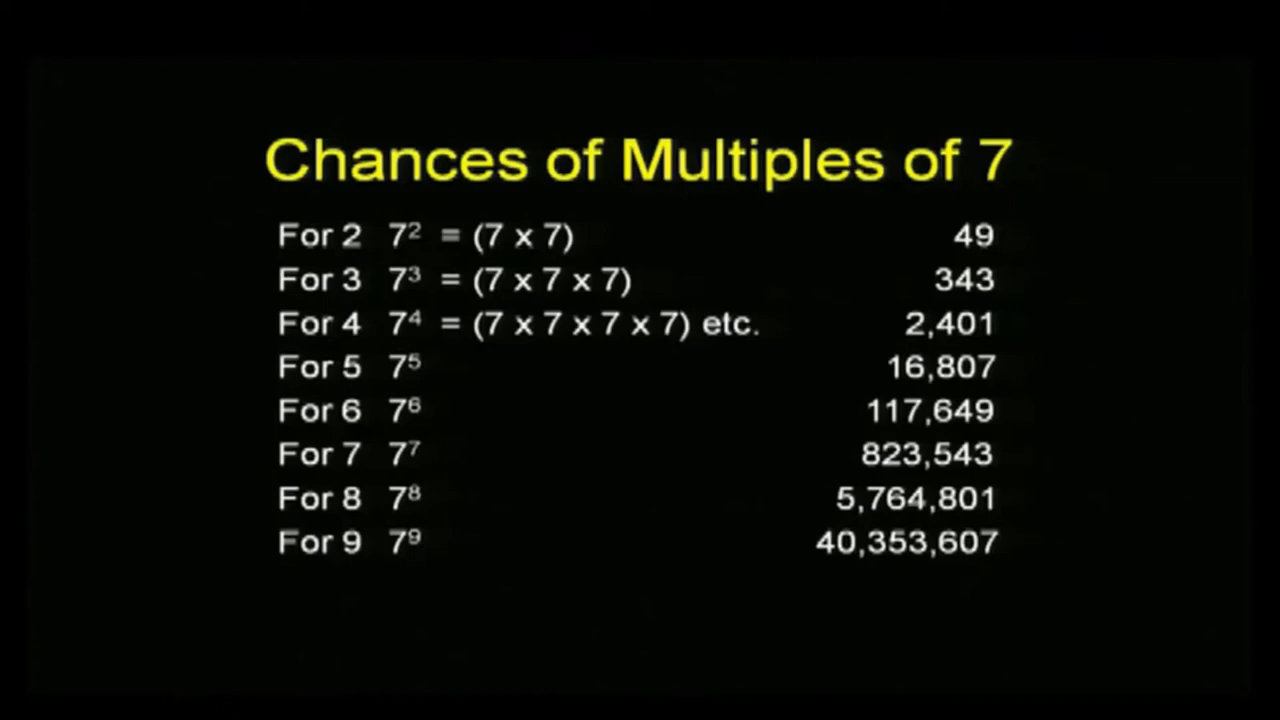 Chances of Multiples of 7
For 2 7² = (7 x 7) 49
For 3 7³ = (7 x 7 x 7) 343
For 4 7⁴ = (7 x 7 x 7 x 7) etc. 2,401
For 5 7⁵ 16,807
For 6 7⁶ 117,649
For 7 7⁷ 823,543
For 8 7⁸ 5,764,801
For 9 7⁹ 40,353,607